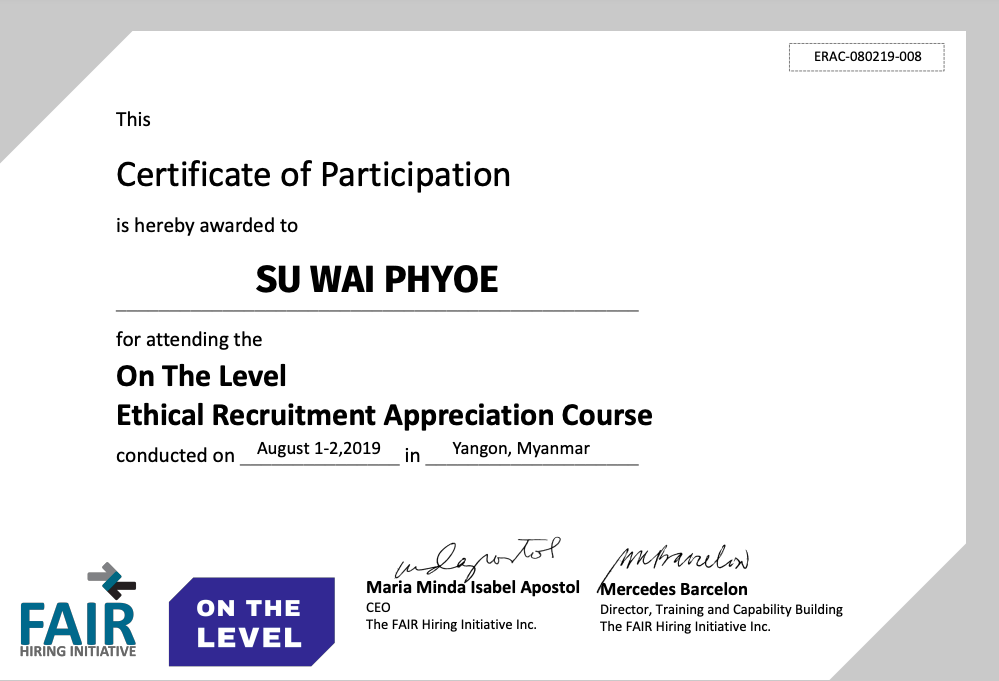 ERAC-080219-008
This
Certificate of Participation
is hereby awarded to
SU WAI PHYOE
for attending the
On The Level
Ethical Recruitment Appreciation Course
conducted on August 1-2,2019 in Yangon, Myanmar
Maria Minda Isabel Apostol
CEO
The FAIR Hiring Initiative Inc.
Mercedes Barcelon
Director, Training and Capability Building
The FAIR Hiring Initiative Inc.
FAIR
HIRING INITIATIVE
ON THE
LEVEL